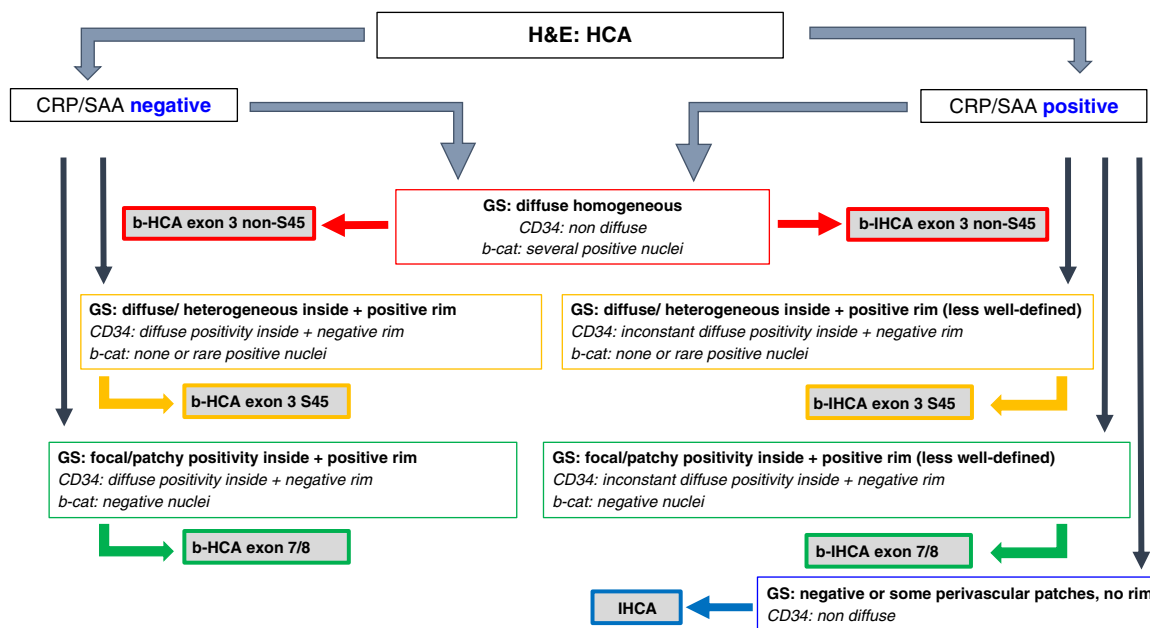 H&E: HCA
CRP/SAA negative
CRP/SAA positive
GS: diffuse homogeneous
CD34: non diffuse
b-cat: several positive nuclei
b-HCA exon 3 non-S45
b-IHCA exon 3 non-S45
GS: diffuse/ heterogeneous inside + positive rim
CD34: diffuse positivity inside + negative rim
b-cat: none or rare positive nuclei
GS: diffuse/ heterogeneous inside + positive rim (less well-defined)
CD34: inconstant diffuse positivity inside + negative rim
b-cat: none or rare positive nuclei
b-HCA exon 3 S45
b-IHCA exon 3 S45
GS: focal/patchy positivity inside + positive rim
CD34: diffuse positivity inside + negative rim
b-cat: negative nuclei
GS: focal/patchy positivity inside + positive rim (less well-defined)
CD34: inconstant diffuse positivity inside + negative rim
b-cat: negative nuclei
b-HCA exon 7/8
b-IHCA exon 7/8
IHCA
GS: negative or some perivascular patches, no rim
CD34: non diffuse